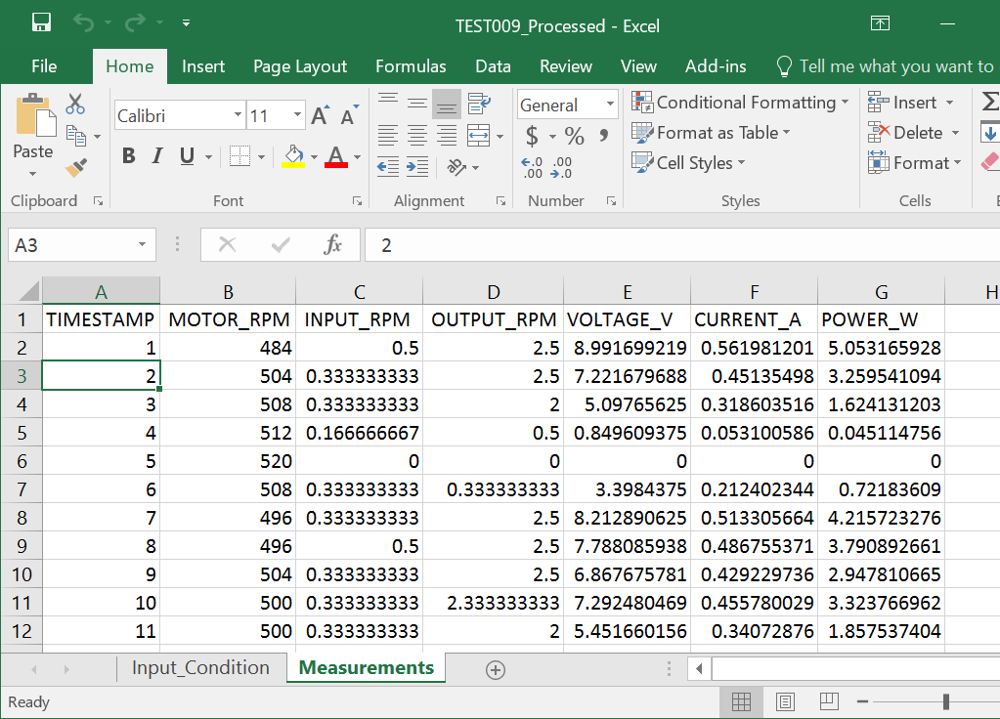 TEST009_Processed - Excel
File Home Insert Page Layout Formulas Data Review View Add-ins Tell me what you want to
Calibri 11 General Conditional Formatting Insert
Paste B I U A $ % Format as Table Delete
Cell Styles Format
Clipboard Font Alignment Number Styles Cells
A3 fx 2
A B C D E F G H
1 TIMESTAMP MOTOR_RPM INPUT_RPM OUTPUT_RPM VOLTAGE_V CURRENT_A POWER_W
2 1 484 0.5 2.5 8.991699219 0.561981201 5.053165928
3 2 504 0.333333333 2.5 7.221679688 0.45135498 3.259541094
4 3 508 0.333333333 2 5.09765625 0.318603516 1.624131203
5 4 512 0.166666667 0.5 0.849609375 0.053100586 0.045114756
6 5 520 0 0 0 0 0
7 6 508 0.333333333 0.333333333 3.3984375 0.212402344 0.72183609
8 7 496 0.333333333 2.5 8.212890625 0.513305664 4.215723276
9 8 496 0.5 2.5 7.788085938 0.486755371 3.790892661
10 9 504 0.333333333 2.5 6.867675781 0.429229736 2.947810665
11 10 500 0.333333333 2.333333333 7.292480469 0.455780029 3.323766962
12 11 500 0.333333333 2 5.451660156 0.34072876 1.857537404
Input_Condition Measurements
Ready